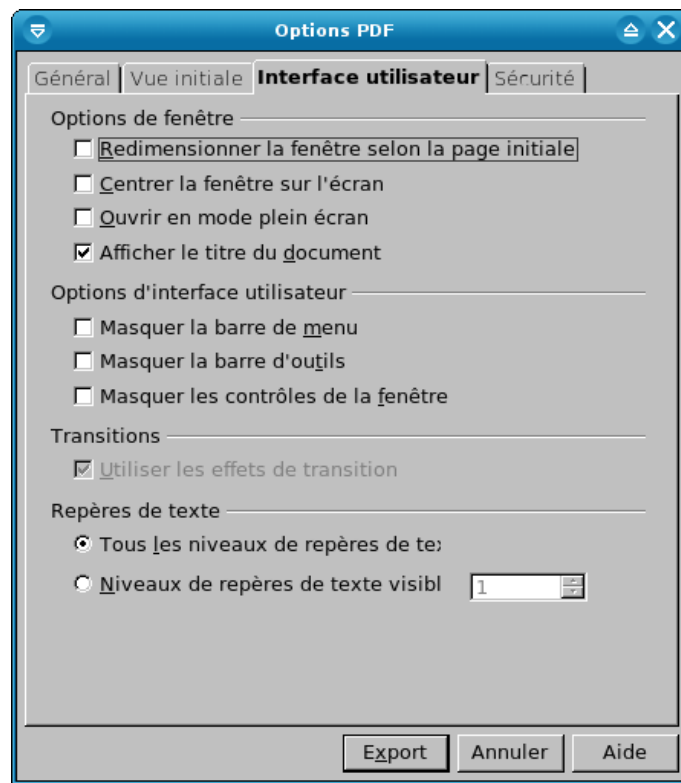 Options PDF
Général Vue initiale Interface utilisateur Sécurité
Options de fenêtre
Redimensionner la fenêtre selon la page initiale
Centrer la fenêtre sur l'écran
Ouvrir en mode plein écran
Afficher le titre du document
Options d'interface utilisateur
Masquer la barre de menu
Masquer la barre d'outils
Masquer les contrôles de la fenêtre
Transitions
Utiliser les effets de transition
Repères de texte
Tous les niveaux de repères de tex
Niveaux de repères de texte visibl 1
Export Annuler Aide